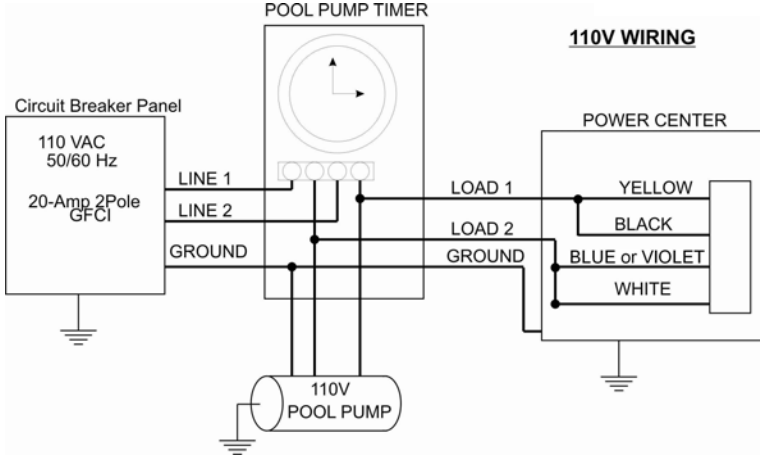 POOL PUMP TIMER
110V WIRING
Circuit Breaker Panel
110 VAC
50/60 Hz
20-Amp 2Pole
GFCI
LINE 1
LINE 2
GROUND
LOAD 1
LOAD 2
GROUND
POWER CENTER
YELLOW
BLACK
BLUE or VIOLET
WHITE
110V
POOL PUMP